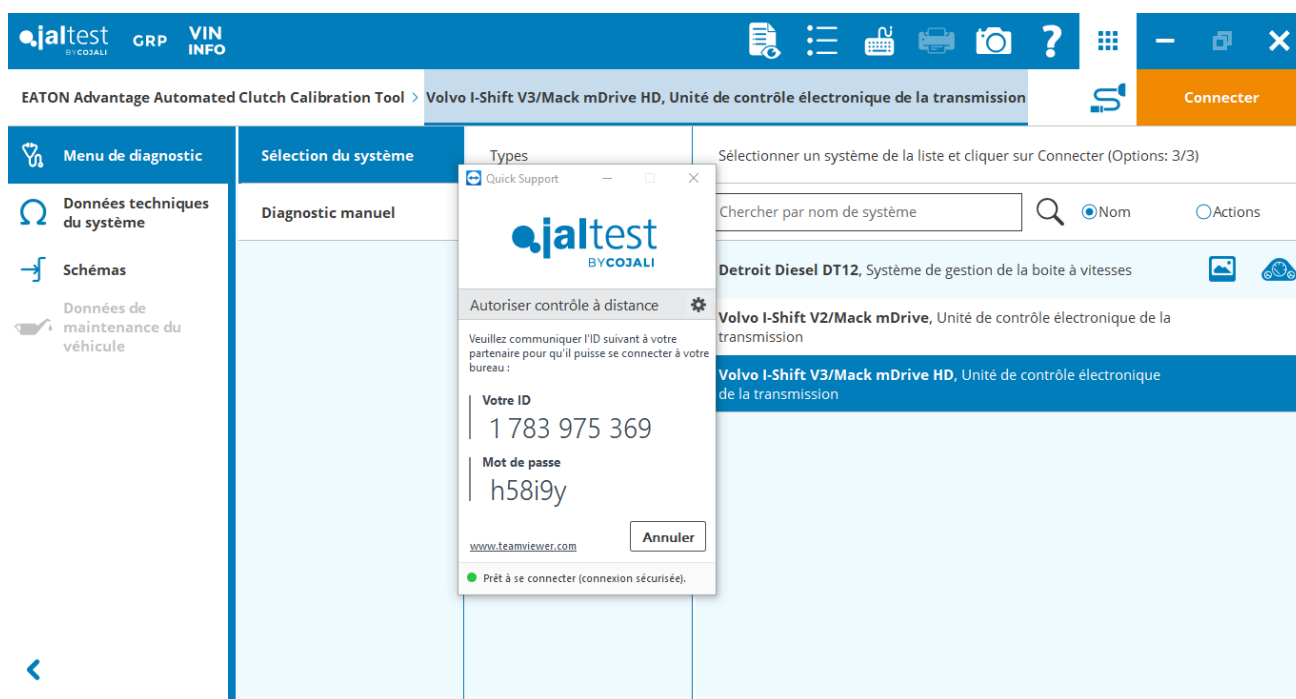 jaltest
BY COJALI
GRP
VIN
INFO
?
EATON Advantage Automated Clutch Calibration Tool > Volvo I-Shift V3/Mack mDrive HD, Unité de contrôle électronique de la transmission
Connecter
Menu de diagnostic
Sélection du système
Types
Sélectionner un système de la liste et cliquer sur Connecter (Options: 3/3)
Données techniques
du système
Diagnostic manuel
Chercher par nom de système
Nom
Actions
Schémas
Données de
maintenance du
véhicule
Detroit Diesel DT12, Système de gestion de la boite à vitesses
Volvo I-Shift V2/Mack mDrive, Unité de contrôle électronique de la
transmission
Volvo I-Shift V3/Mack mDrive HD, Unité de contrôle électronique
de la transmission
Quick Support
jaltest
BY COJALI
Autoriser contrôle à distance
Veuillez communiquer l'ID suivant à votre
partenaire pour qu'il puisse se connecter à votre
bureau :
Votre ID
1 783 975 369
Mot de passe
h58i9y
www.teamviewer.com
Annuler
Prêt à se connecter (connexion sécurisée).